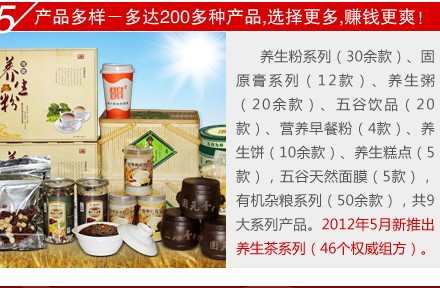 5 产品多样－多达200多种产品,选择更多,赚钱更爽！
养生粉系列（30余款）、固
原膏系列（12款）、养生粥
（20余款）、五谷饮品（20
款）、营养早餐粉（4款）、养
生饼（10余款）、养生糕点（5
款），五谷天然面膜（5款），
有机杂粮系列（50余款），共9
大系列产品。2012年5月新推出
养生茶系列（46个权威组方）。
养生粉